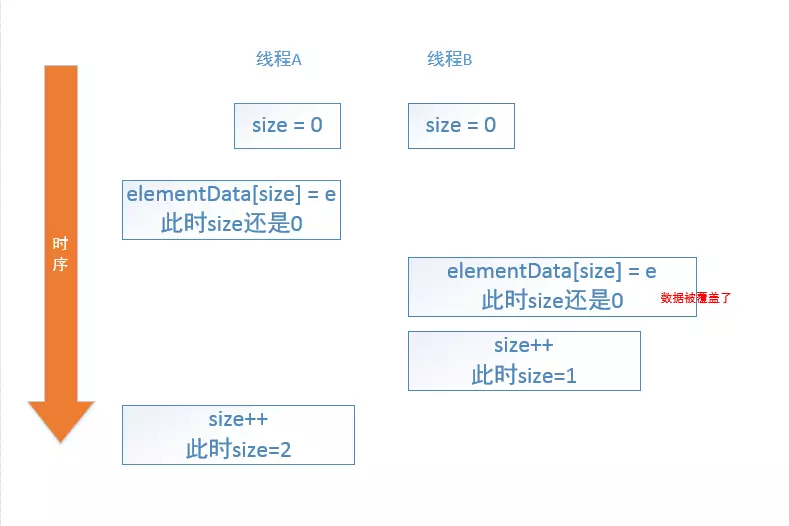 线程A
线程B
size = 0
size = 0
elementData[size] = e
此时size还是0
时
序
elementData[size] = e
此时size还是0
数据被覆盖了
size++
此时size=1
size++
此时size=2